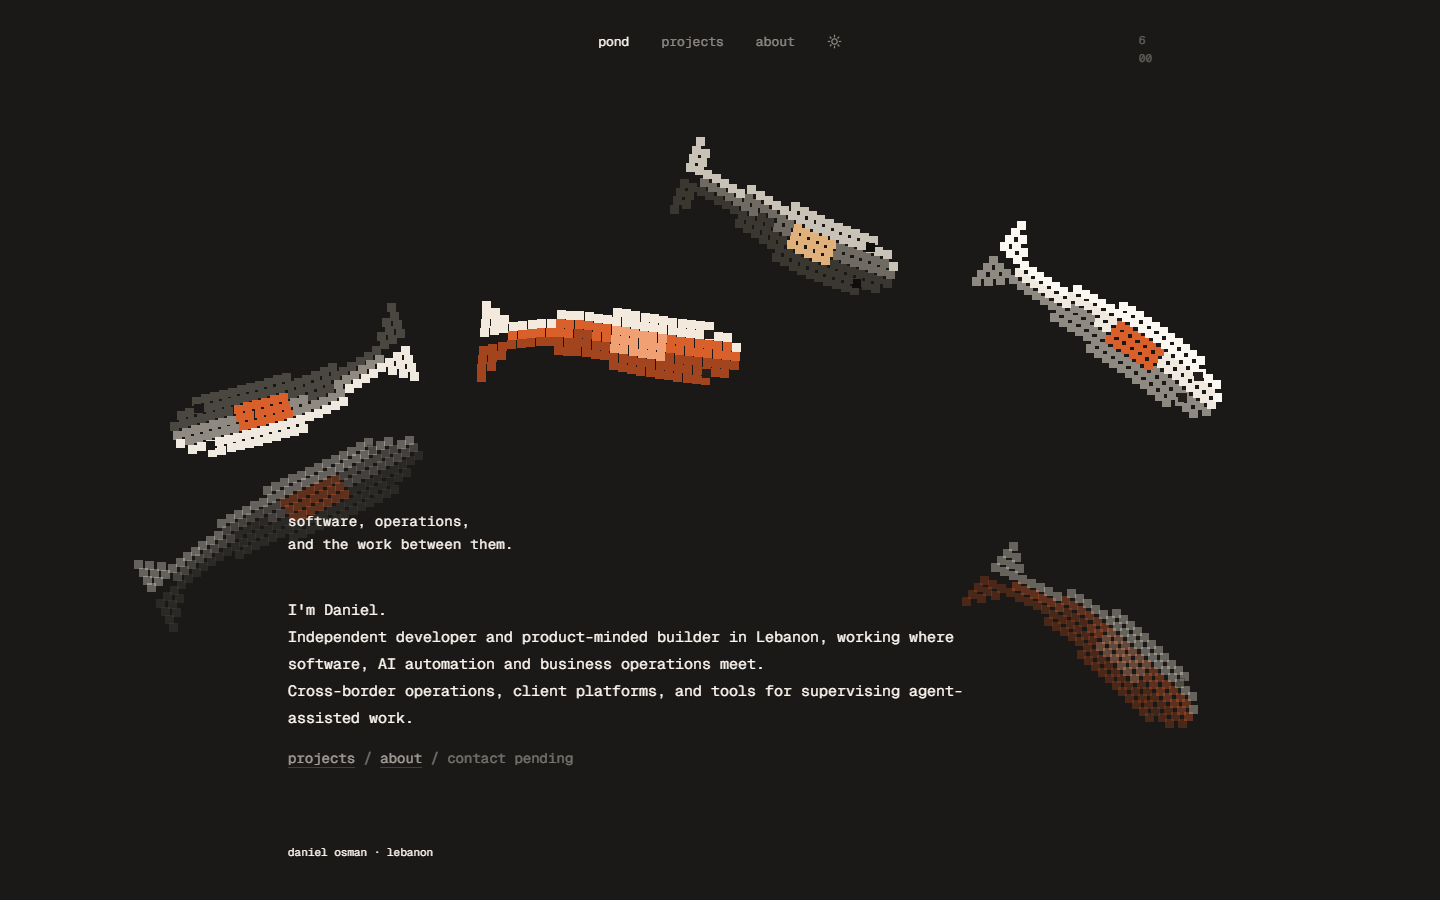 pond projects about
6
00
software, operations,
and the work between them.
I'm Daniel.
Independent developer and product-minded builder in Lebanon, working where
software, AI automation and business operations meet.
Cross-border operations, client platforms, and tools for supervising agent-
assisted work.
projects / about / contact pending
daniel osman · lebanon